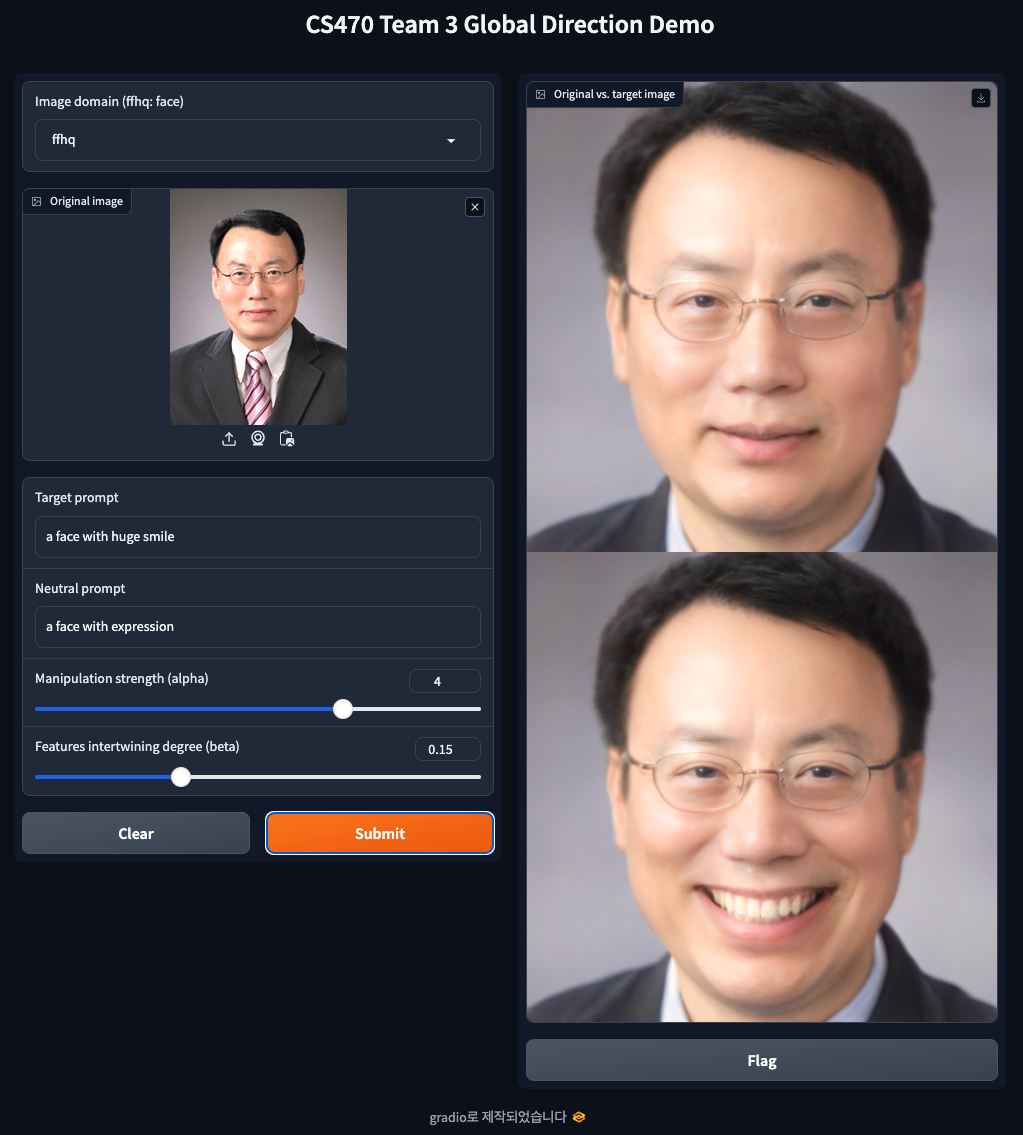 CS470 Team 3 Global Direction Demo
Image domain (ffhq: face)
ffhq
Original image
Target prompt
a face with huge smile
Neutral prompt
a face with expression
Manipulation strength (alpha)
4
Features intertwining degree (beta)
0.15
Clear
Submit
Original vs. target image
Flag
gradio로 제작되었습니다